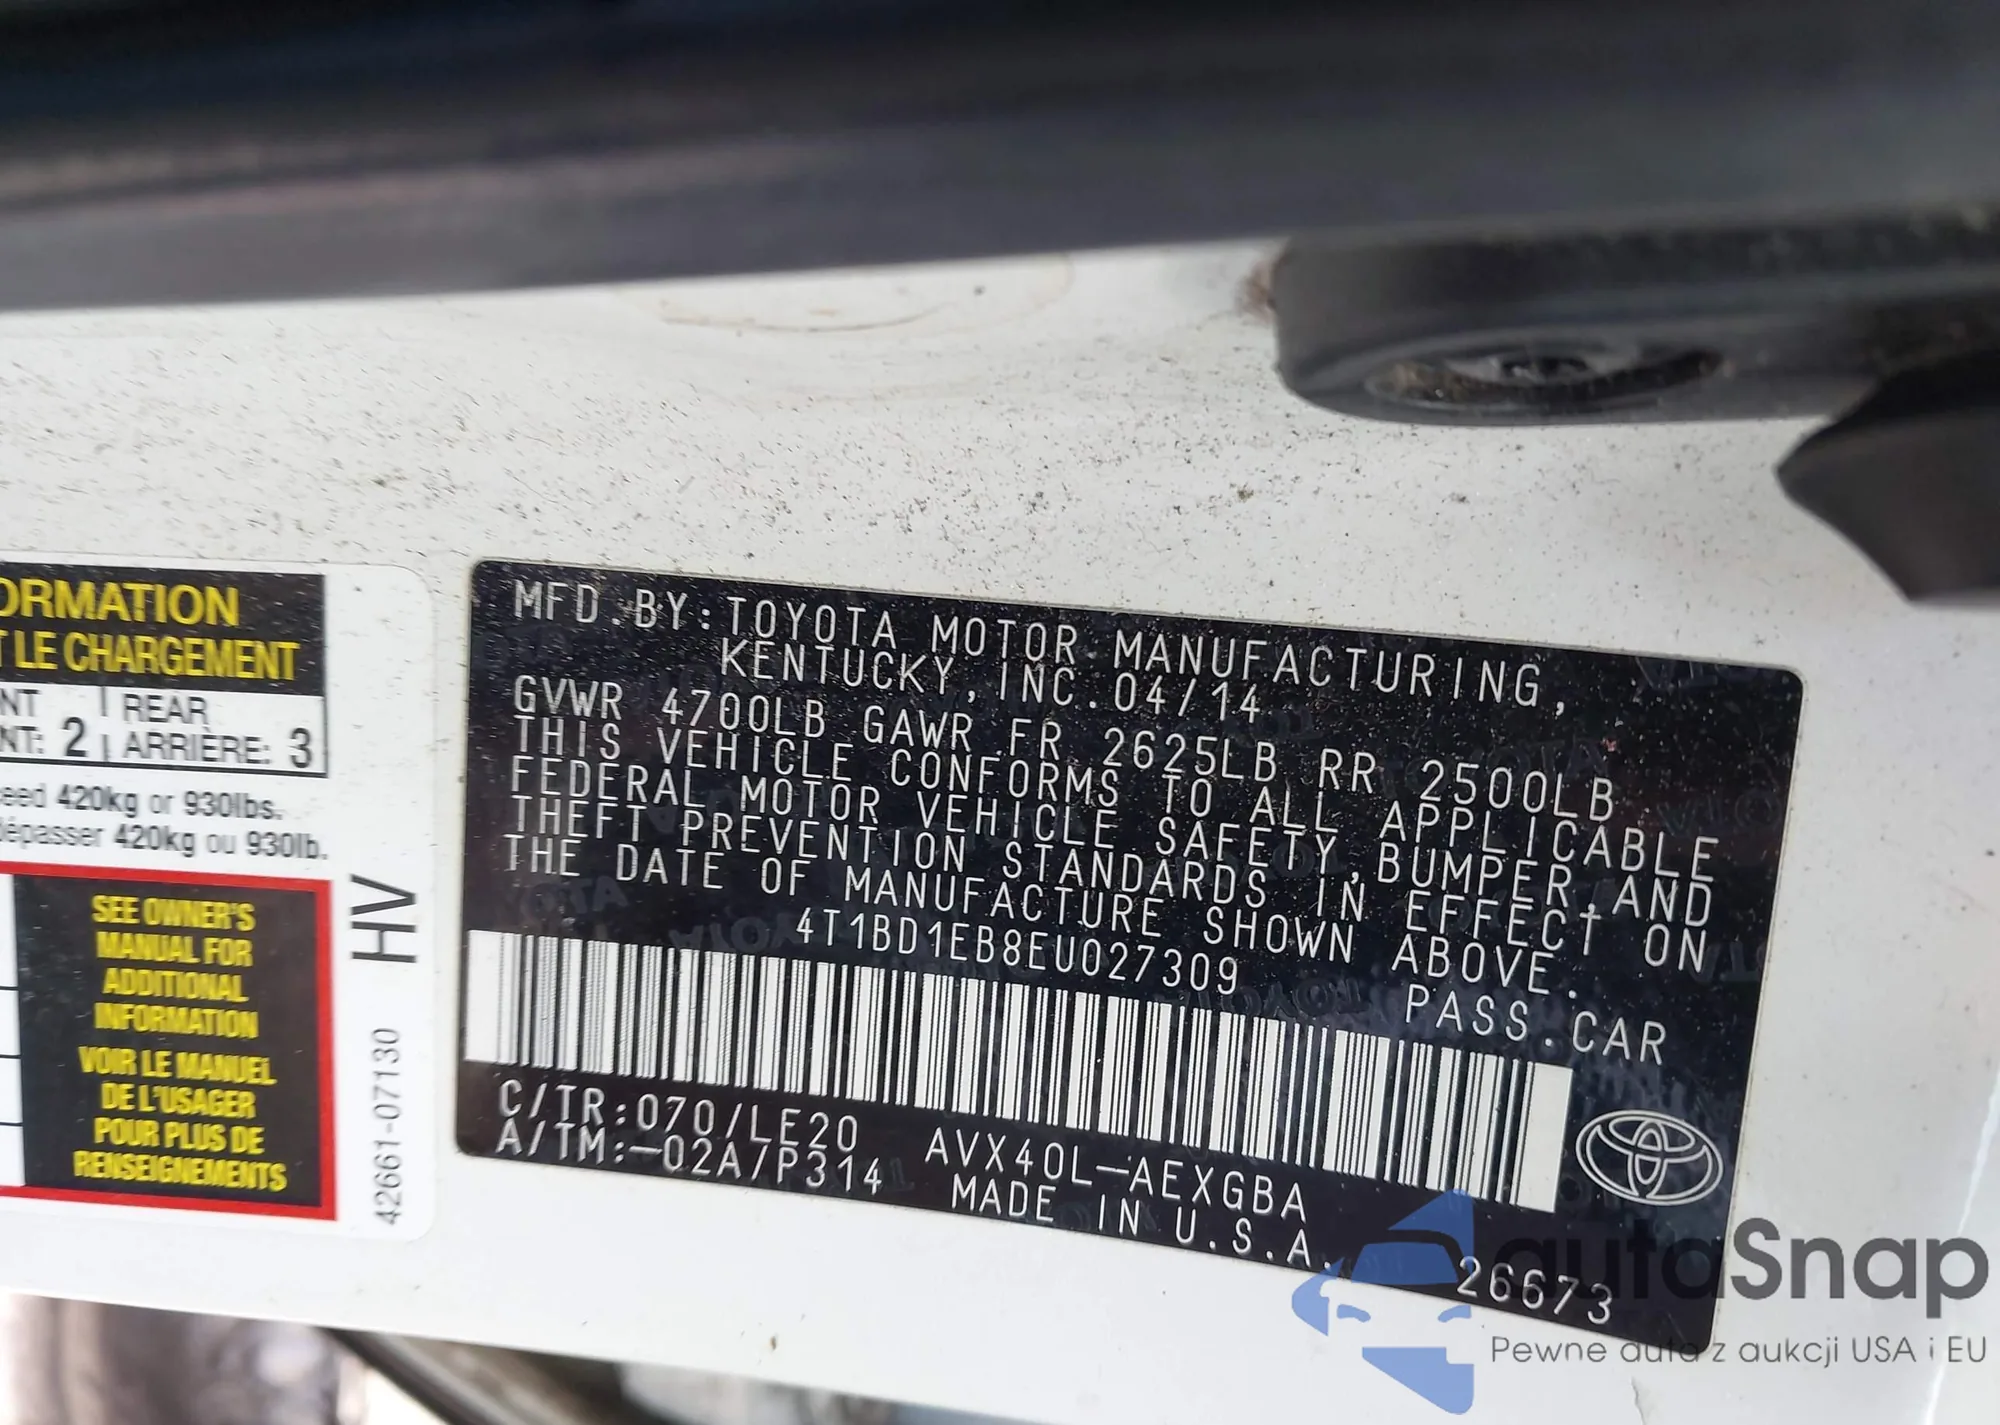 ORMATION
T LE CHARGEMENT
NT REAR
NT: 2 ARRIÈRE: 3
eed 420kg or 930lbs.
dépasser 420kg ou 930lb.
SEE OWNER'S
MANUAL FOR
ADDITIONAL
INFORMATION
VOIR LE MANUEL
DE L'USAGER
POUR PLUS DE
RENSEIGNEMENTS
HV
42661-07130
MFD.BY:TOYOTA MOTOR MANUFACTURING,
KENTUCKY, INC. 04/14
GVWR 4700LB GAWR FR 2625LB RR 2500LB
THIS VEHICLE CONFORMS TO ALL APPLICABLE
FEDERAL MOTOR VEHICLE SAFETY,BUMPER,AND
THEFT PREVENTION STANDARDS IN EFFECT ON
THE DATE OF MANUFACTURE SHOWN ABOVE.
4T1BD1EB8EU027309 PASS.CAR
C/TR:070/LE20 AVX40L-AEXGBA
A/TM:-02A/P314 MADE IN U.S.A.
26673
autaSnap
Pewne auta z aukcji USA i EU